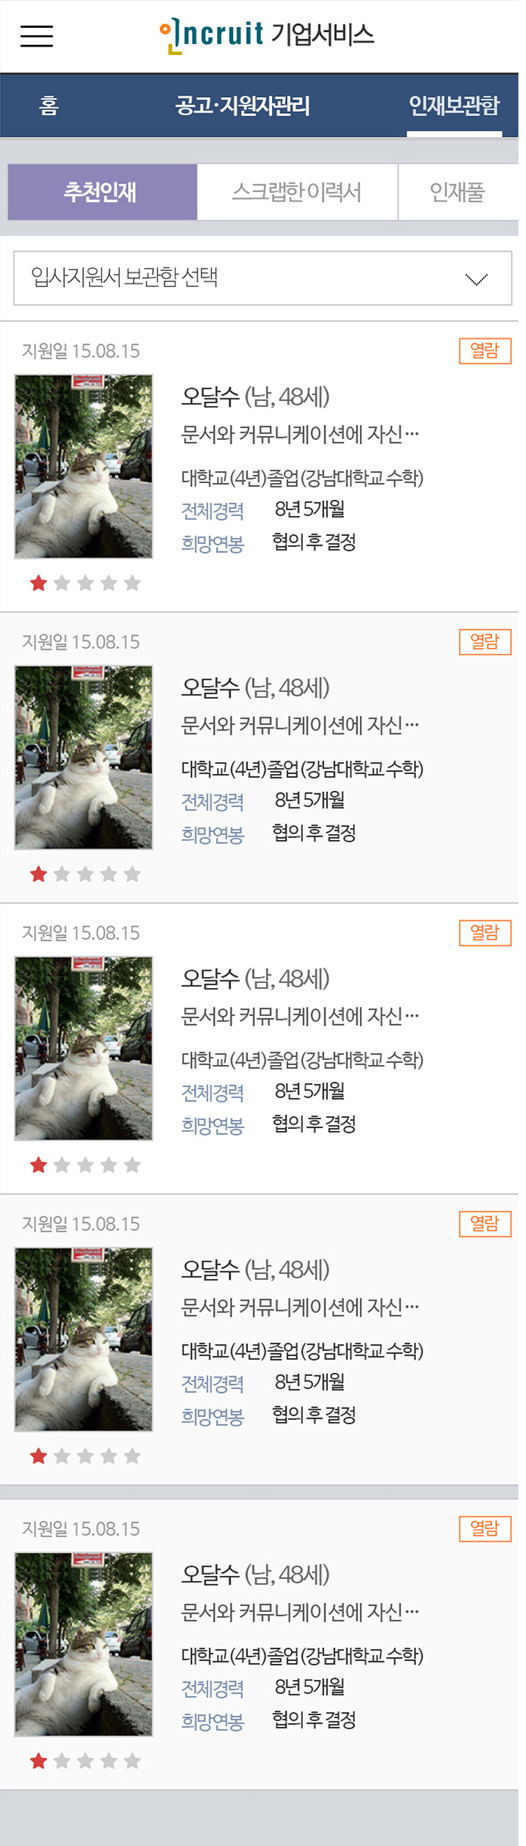 인ncruit 기업서비스
홈 공고·지원자관리 인재보관함
추천인재 스크랩한 이력서 인재풀
입사지원서 보관함 선택
지원일 15.08.15 열람
오달수 (남, 48세)
문서와 커뮤니케이션에 자신…
대학교(4년)졸업(강남대학교 수학)
전체경력 8년 5개월
희망연봉 협의 후 결정
지원일 15.08.15 열람
오달수 (남, 48세)
문서와 커뮤니케이션에 자신…
대학교(4년)졸업(강남대학교 수학)
전체경력 8년 5개월
희망연봉 협의 후 결정
지원일 15.08.15 열람
오달수 (남, 48세)
문서와 커뮤니케이션에 자신…
대학교(4년)졸업(강남대학교 수학)
전체경력 8년 5개월
희망연봉 협의 후 결정
지원일 15.08.15 열람
오달수 (남, 48세)
문서와 커뮤니케이션에 자신…
대학교(4년)졸업(강남대학교 수학)
전체경력 8년 5개월
희망연봉 협의 후 결정
지원일 15.08.15 열람
오달수 (남, 48세)
문서와 커뮤니케이션에 자신…
대학교(4년)졸업(강남대학교 수학)
전체경력 8년 5개월
희망연봉 협의 후 결정